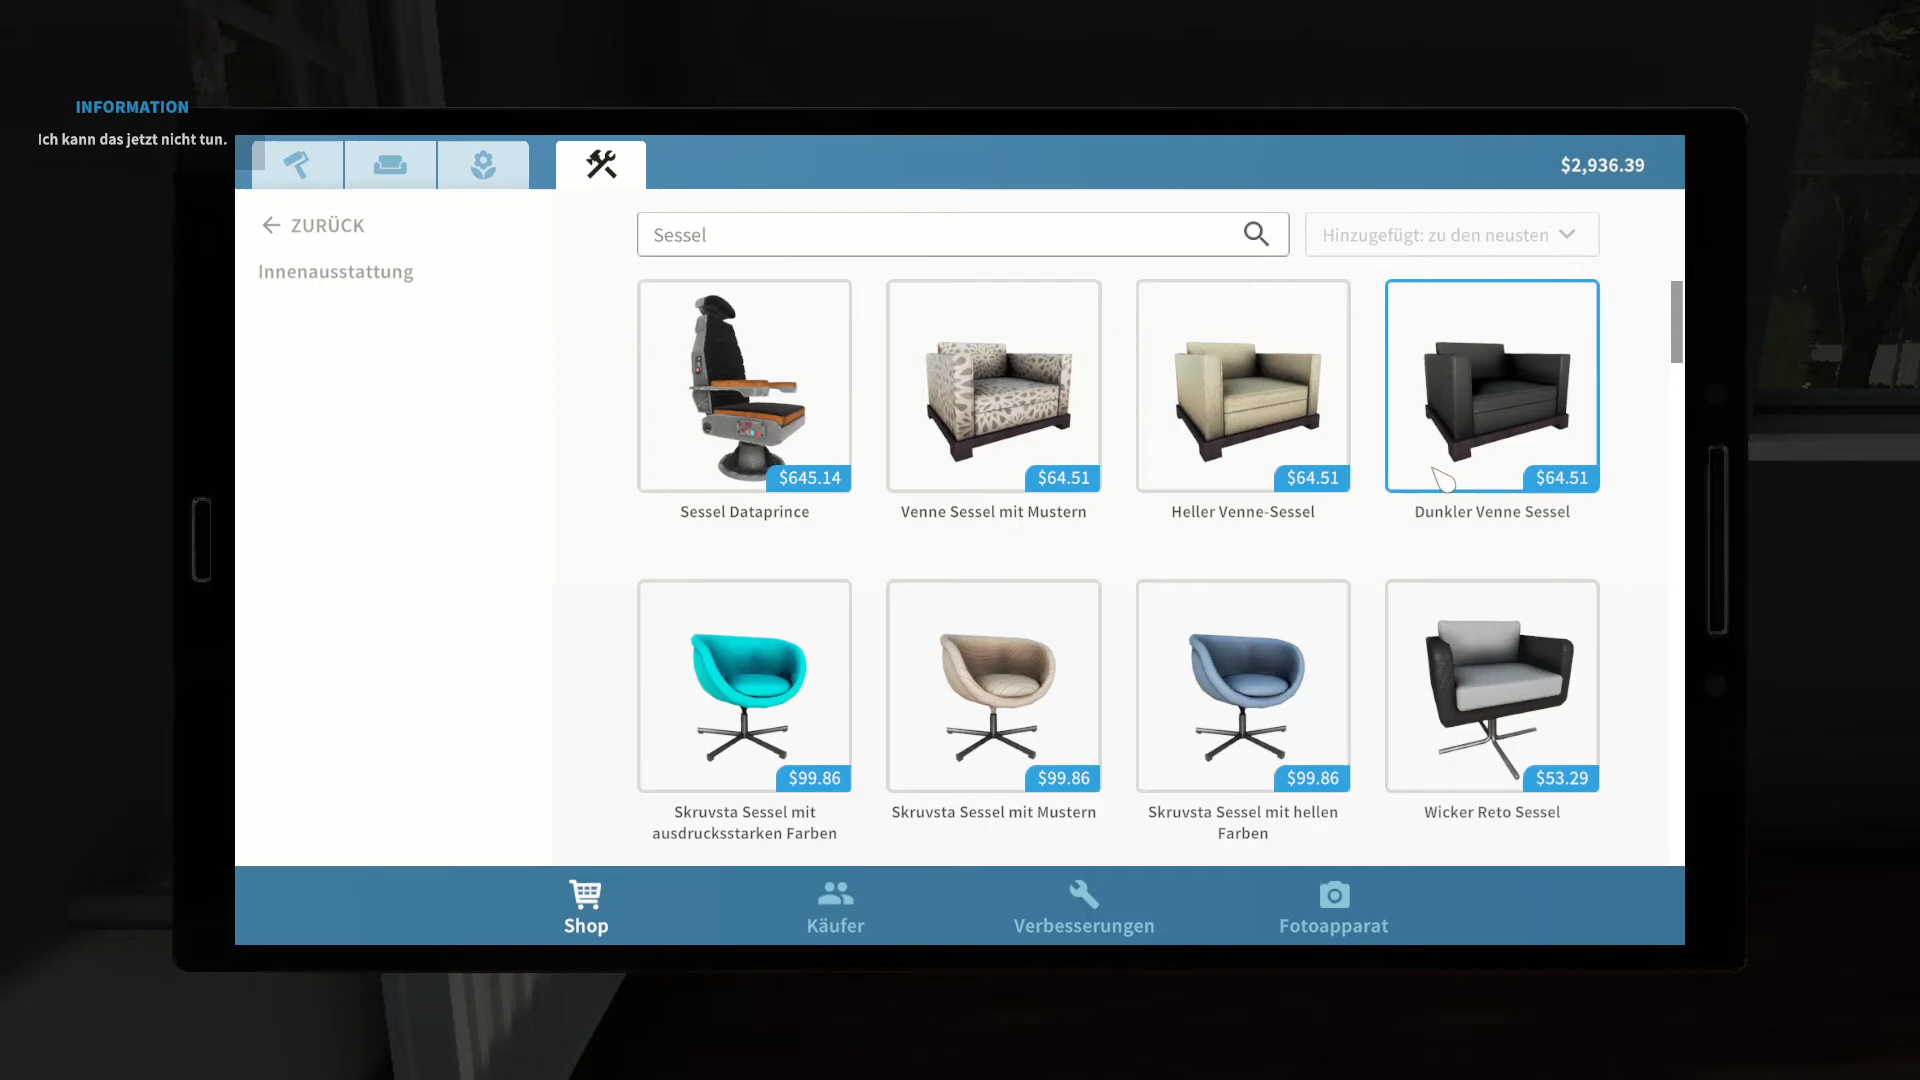 INFORMATION
Ich kann das jetzt nicht tun.
$2,936.39
ZURÜCK
Innenausstattung
Sessel
Hinzugefügt: zu den neusten
$645.14
$64.51
$64.51
$64.51
Sessel Dataprince
Venne Sessel mit Mustern
Heller Venne-Sessel
Dunkler Venne Sessel
$99.86
$99.86
$99.86
$53.29
Skruvsta Sessel mit
ausdrucksstarken Farben
Skruvsta Sessel mit Mustern
Skruvsta Sessel mit hellen
Farben
Wicker Reto Sessel
Shop
Käufer
Verbesserungen
Fotoapparat